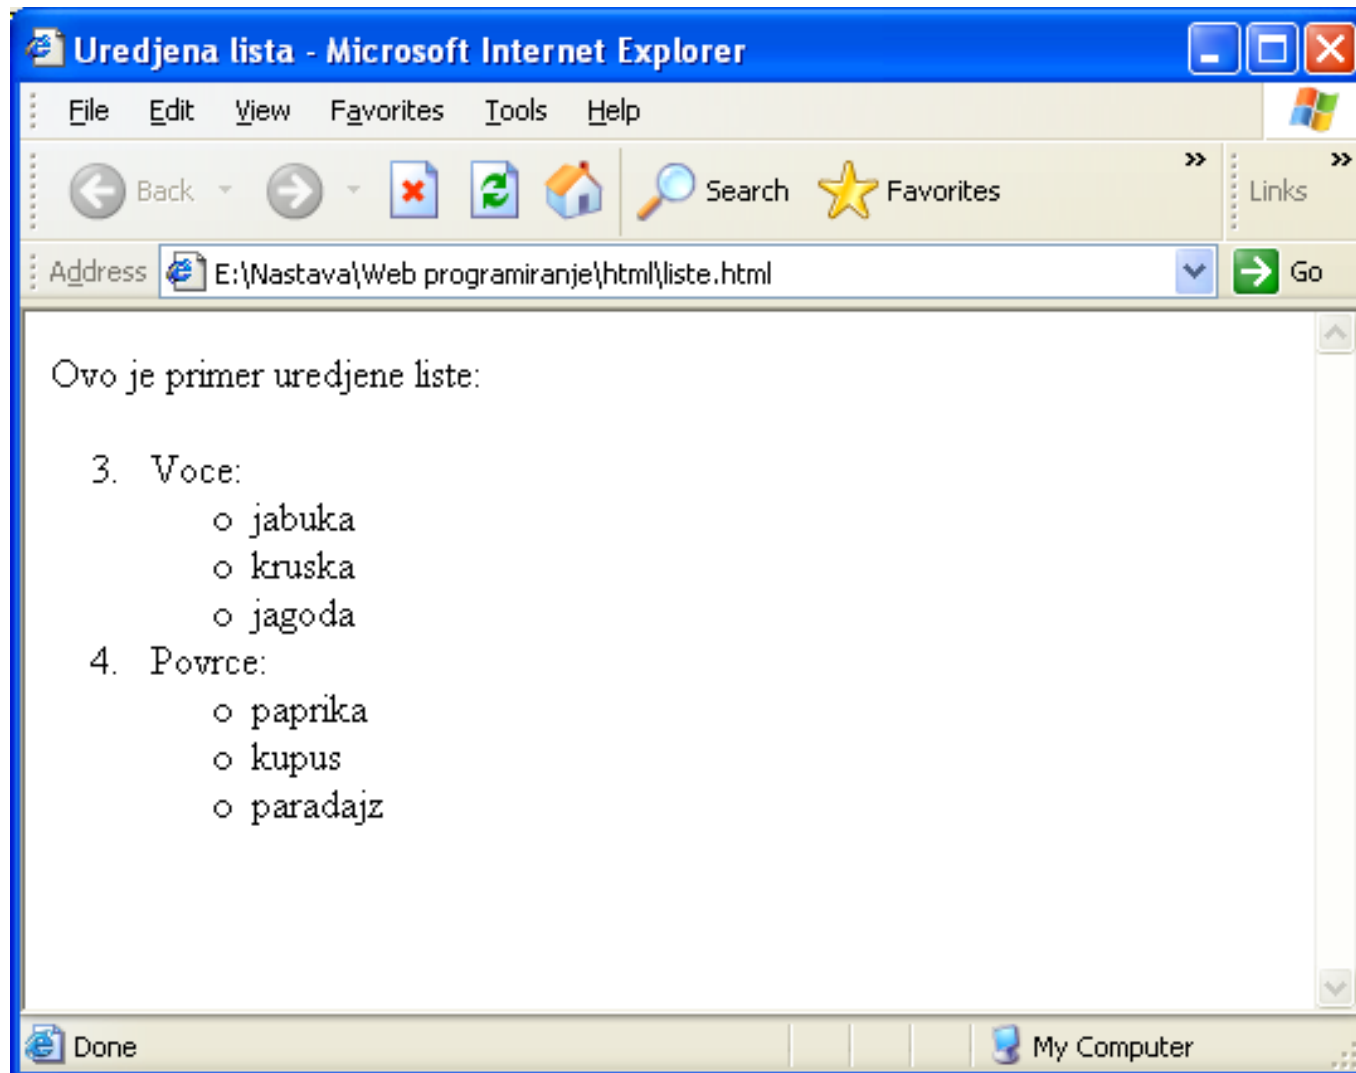 Uredjena lista - Microsoft Internet Explorer
File Edit View Favorites Tools Help
Back Search Favorites » Links »
Address E:\Nastava\Web programiranje\html\liste.html Go
Ovo je primer uredjene liste:
3. Voce:
o jabuka
o kruska
o jagoda
4. Povrce:
o paprika
o kupus
o paradajz
Done My Computer